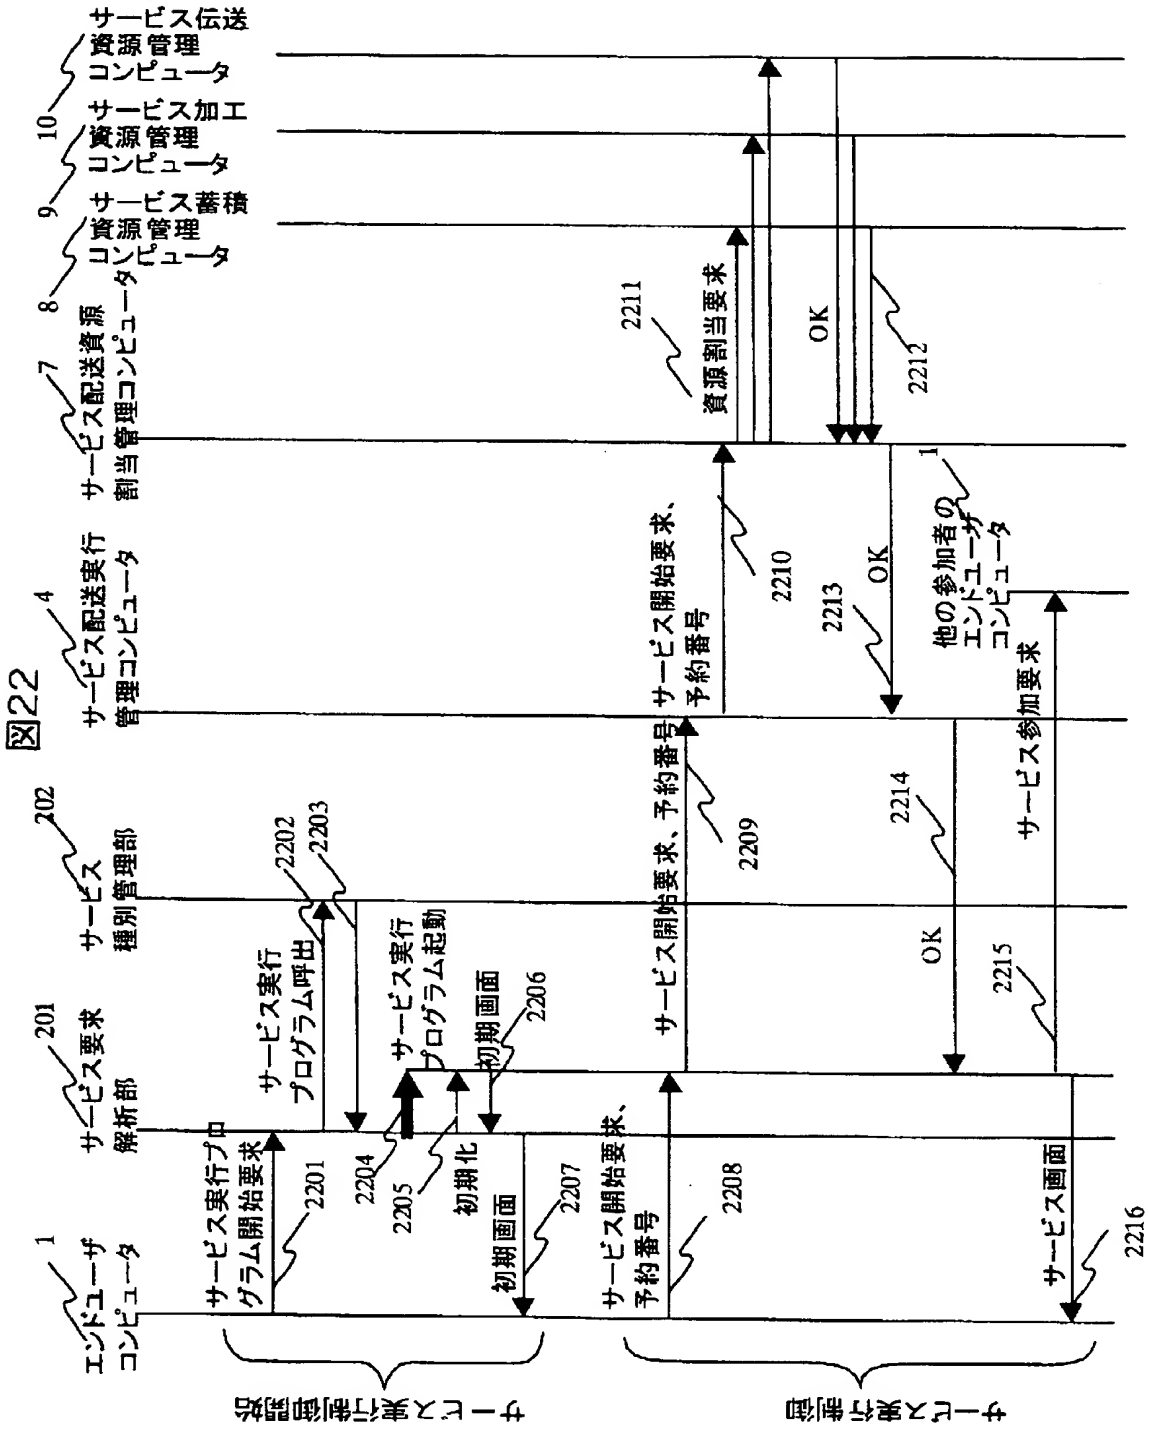 図22
エンドユーザ
コンピュータ
1
サービス要求
解析部
201
サービス
種別管理部
202
サービス配送実行
管理コンピュータ
4
サービス配送資源
割当管理コンピュータ
7
サービス蓄積
資源管理
コンピュータ
8
サービス加工
資源管理
コンピュータ
9
サービス伝送
資源管理
コンピュータ
10
サービス実行制御開始
サービス実行プロ
グラム開始要求
2201
サービス実行
プログラム呼出
2202
2203
2204
サービス実行
プログラム起動
2205
初期化
初期画面
2206
初期画面
2207
サービス実行制御
サービス開始要求、
予約番号
2208
サービス開始要求、予約番号
2209
サービス開始要求、
予約番号
2210
資源割当要求
2211
OK
2212
OK
2213
OK
2214
他の参加者の
エンドユーザ
コンピュータ
1
サービス参加要求
2215
サービス画面
2216